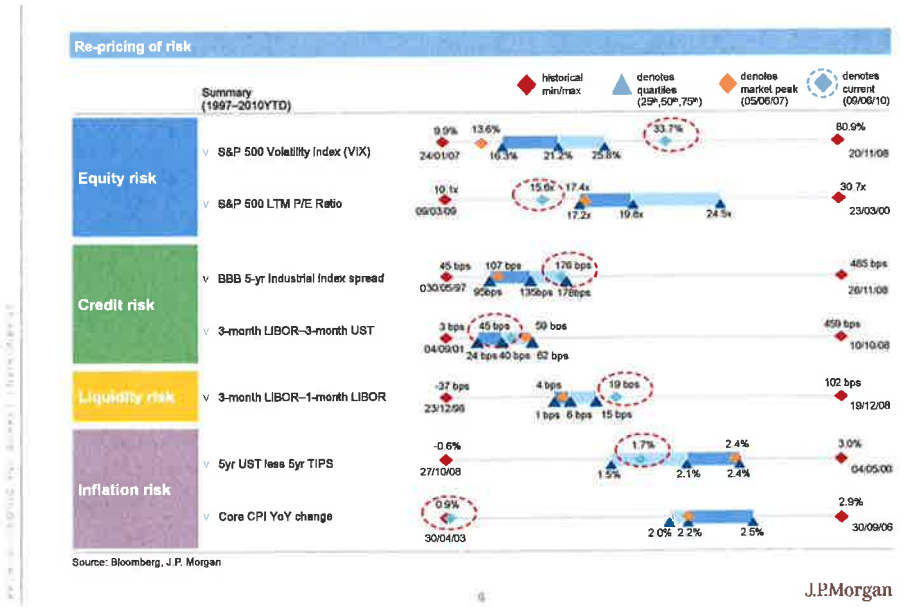 Re-pricing of risk
Summary
(1997–2010YTD)
historical
min/max
denotes
quartiles
(25th,50th,75th)
denotes
market peak
(05/06/07)
denotes
current
(09/06/10)
Equity risk
v S&P 500 Volatility Index (VIX)
9.9% 13.6% 33.7% 80.9%
24/01/07 16.3% 21.2% 25.8% 20/11/08
v S&P 500 LTM P/E Ratio
10.1x 15.6x 17.4x 30.7x
09/03/09 17.2x 19.6x 24.5x 23/03/00
Credit risk
v BBB 5-yr Industrial Index spread
45 bps 107 bps 176 bps 465 bps
030/05/97 95bps 135bps 178bps 26/11/08
v 3-month LIBOR–3-month UST
3 bps 45 bps 59 bps 459 bps
04/09/01 24 bps 40 bps 62 bps 10/10/08
Liquidity risk
v 3-month LIBOR–1-month LIBOR
-37 bps 4 bps 19 bps 102 bps
23/12/98 1 bps 6 bps 15 bps 19/12/08
Inflation risk
v 5yr UST less 5yr TIPS
-0.6% 1.7% 2.4% 3.0%
27/10/08 1.5% 2.1% 2.4% 04/05/00
v Core CPI YoY change
0.9% 2.9%
30/04/03 2.0% 2.2% 2.5% 30/09/06
Source: Bloomberg, J.P. Morgan
6
J.P.Morgan